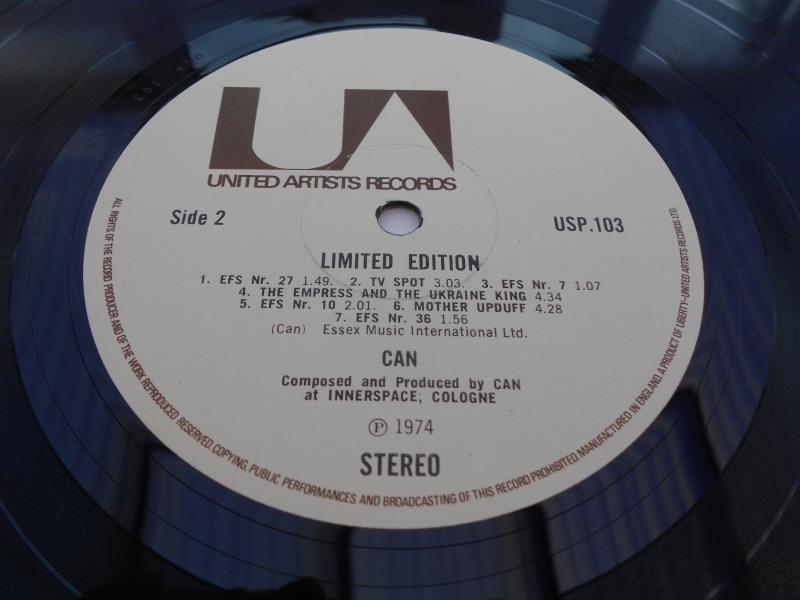 UA
UNITED ARTISTS RECORDS
Side 2
USP.103
LIMITED EDITION
1. EFS Nr. 27 1.49. 2. TV SPOT 3.03. 3. EFS Nr. 7 1.07
4. THE EMPRESS AND THE UKRAINE KING 4.34
5. EFS Nr. 10 2.01. 6. MOTHER UPDUFF 4.28
7. EFS Nr. 36 1.56
(Can) Essex Music International Ltd.
CAN
Composed and Produced by CAN
at INNERSPACE, COLOGNE
℗ 1974
STEREO
ALL RIGHTS OF THE RECORD PRODUCER AND OF THE WORK REPRODUCED RESERVED. COPYING, PUBLIC PERFORMANCES AND BROADCASTING OF THIS RECORD PROHIBITED. MANUFACTURED IN ENGLAND. A PRODUCT OF LIBERTY-UNITED ARTISTS RECORDS LTD.